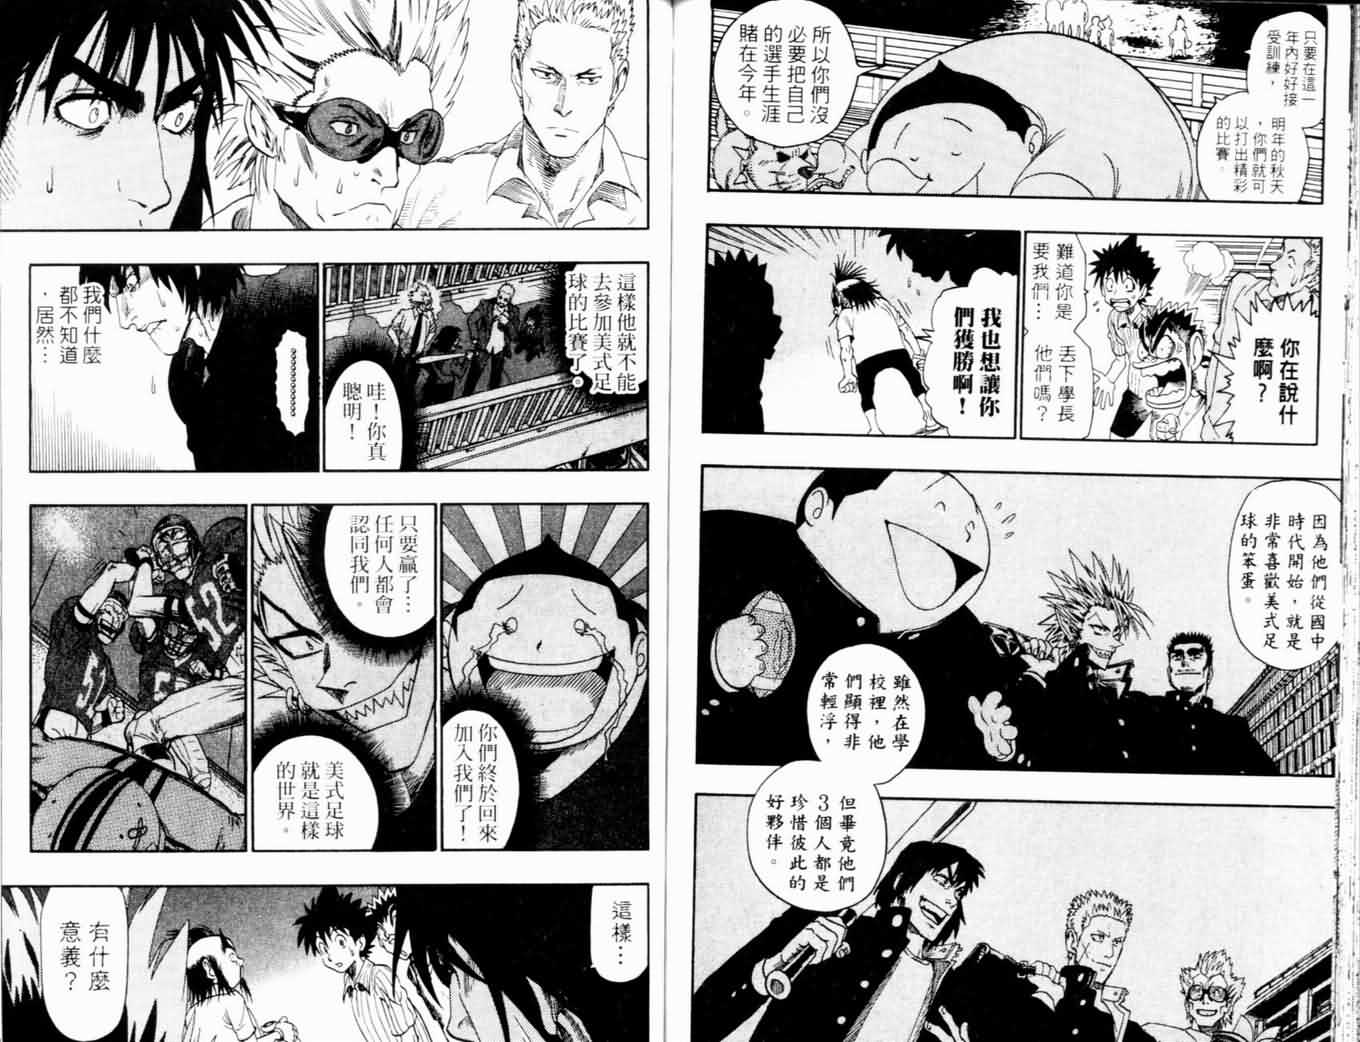 只要在這一
年內好好接
受訓練，
明年的秋天
，你們就可
以打出精彩
的比賽。
所以你們沒
必要把自己
的選手生涯
賭在今年。
你在說什
麼啊？
丟下學長
他們嗎？
難道你是
要我們…
我也想讓你
們獲勝啊！
因為他們從國中
時代開始，就是
非常喜歡美式足
球的笨蛋。
雖然在學
校裡，他
們顯得非
常輕浮，
但畢竟他們
3個人都是
珍惜彼此的
好夥伴。
這樣他就不能
去參加美式足
球的比賽了。
哇！你真
聰明！
我們什麼
都不知道
．居然…
你們終於回來
加入我們了！
只要贏了…
任何人都會
認同我們。
美式足球
就是這樣
的世界。
52
52
5
這樣…
有什麼
意義？